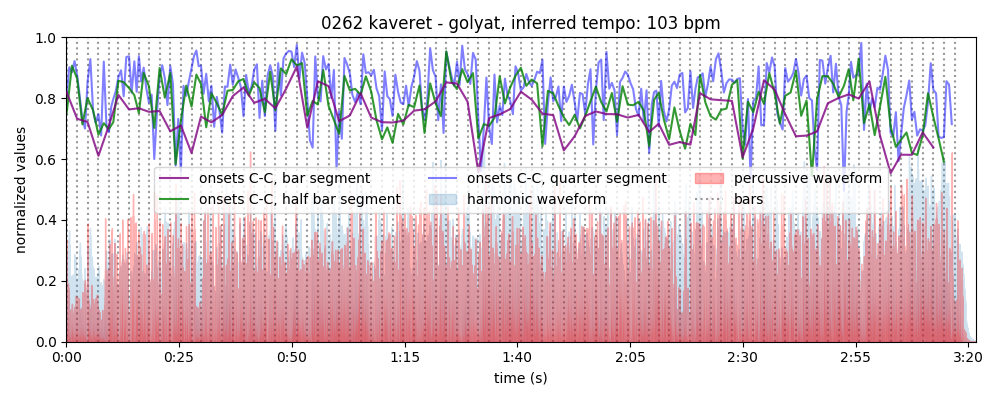 0262 kaveret - golyat, inferred tempo: 103 bpm
normalized values
1.0
0.8
0.6
0.4
0.2
0.0
onsets C-C, bar segment
onsets C-C, half bar segment
onsets C-C, quarter segment
harmonic waveform
percussive waveform
bars
0:00 0:25 0:50 1:15 1:40 2:05 2:30 2:55 3:20
time (s)